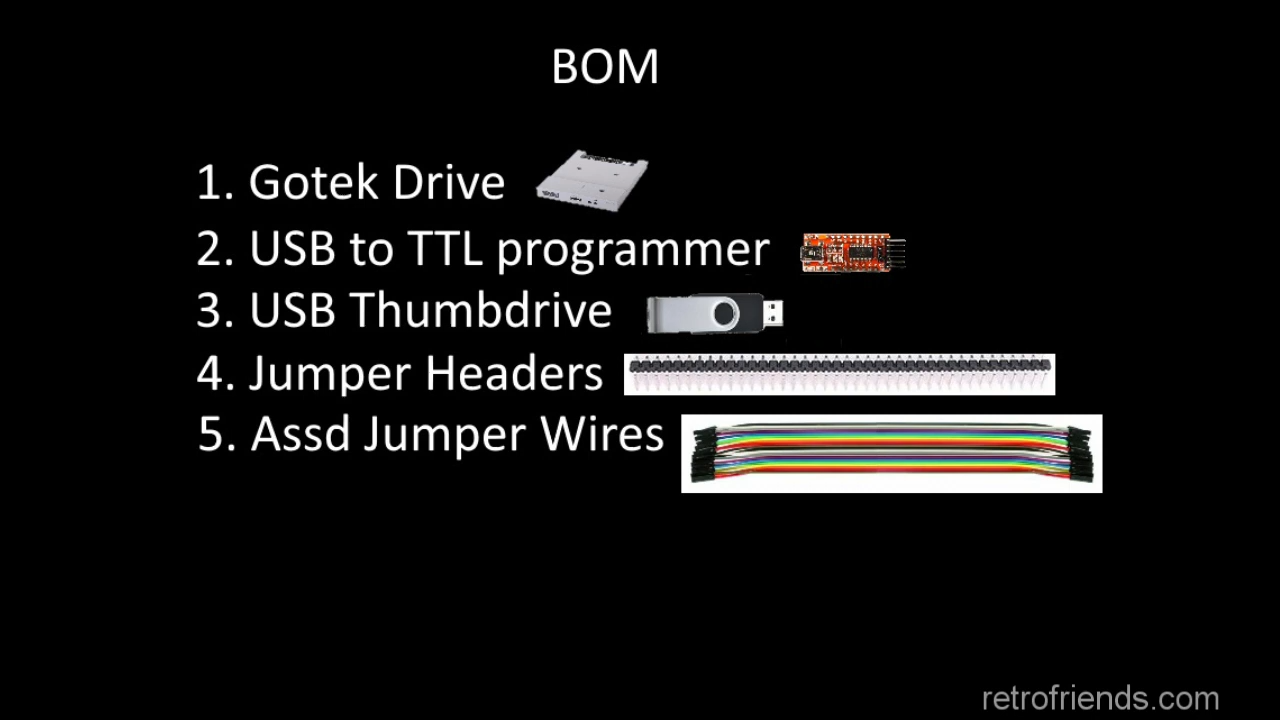 BOM
1. Gotek Drive
2. USB to TTL programmer
3. USB Thumbdrive
4. Jumper Headers
5. Assd Jumper Wires
retrofriends.com